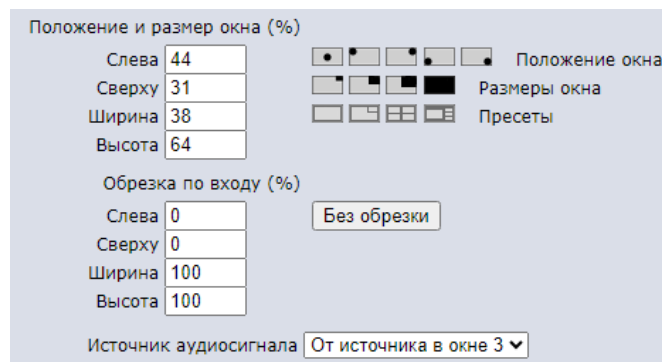 Положение и размер окна (%)
Слева 44 Положение окна
Сверху 31 Размеры окна
Ширина 38 Пресеты
Высота 64
Обрезка по входу (%)
Слева 0 Без обрезки
Сверху 0
Ширина 100
Высота 100
Источник аудиосигнала От источника в окне 3